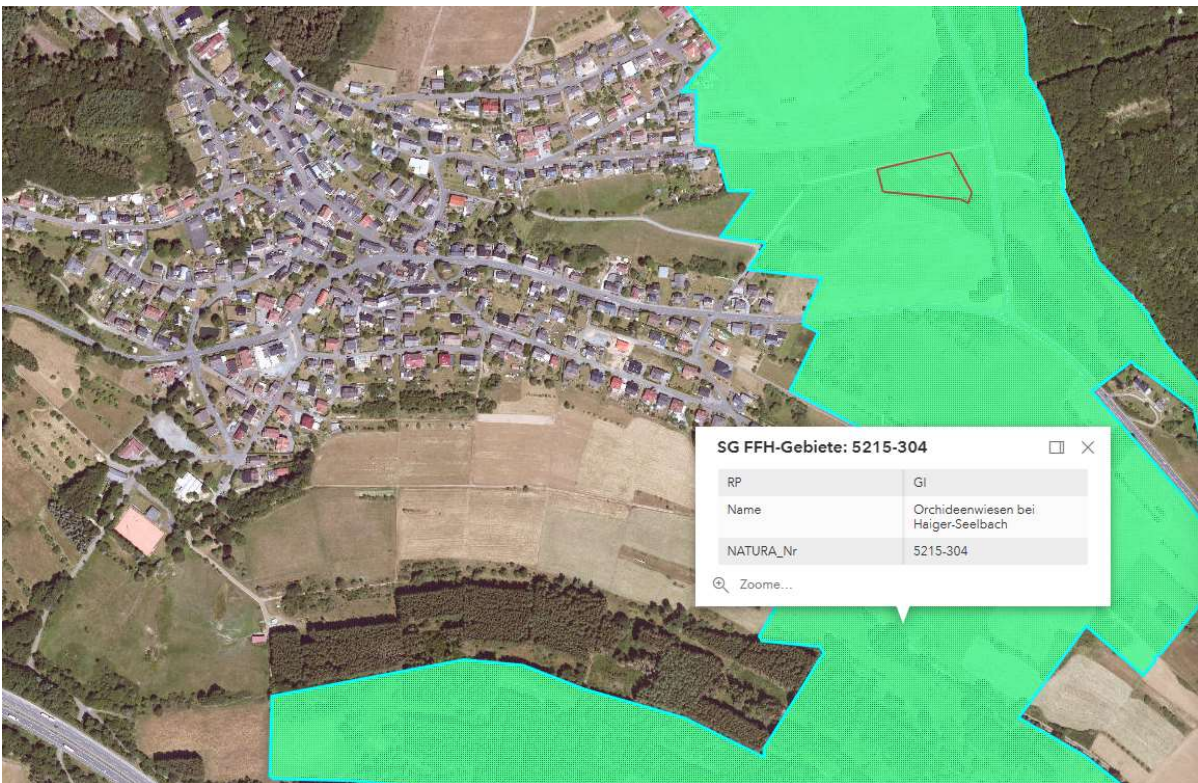 SG FFH-Gebiete: 5215-304
RP GI
Name Orchideenwiesen bei
Haiger-Seelbach
NATURA_Nr 5215-304
Zoome...